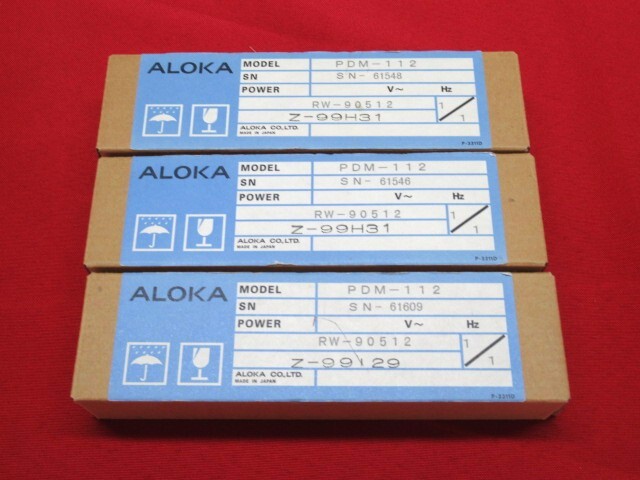 ALOKA
MODEL PDM-112
SN SN- 61548
POWER V~ Hz
RW-90512 1/1
Z-99H31
ALOKA CO.,LTD.
MADE IN JAPAN
P-3311D
ALOKA
MODEL PDM-112
SN SN- 61546
POWER V~ Hz
RW-90512 1/1
Z-99H31
ALOKA CO.,LTD.
MADE IN JAPAN
P-3311D
ALOKA
MODEL PDM-112
SN SN- 61609
POWER V~ Hz
RW-90512 1/1
Z-99129
ALOKA CO.,LTD.
MADE IN JAPAN
P-3311D